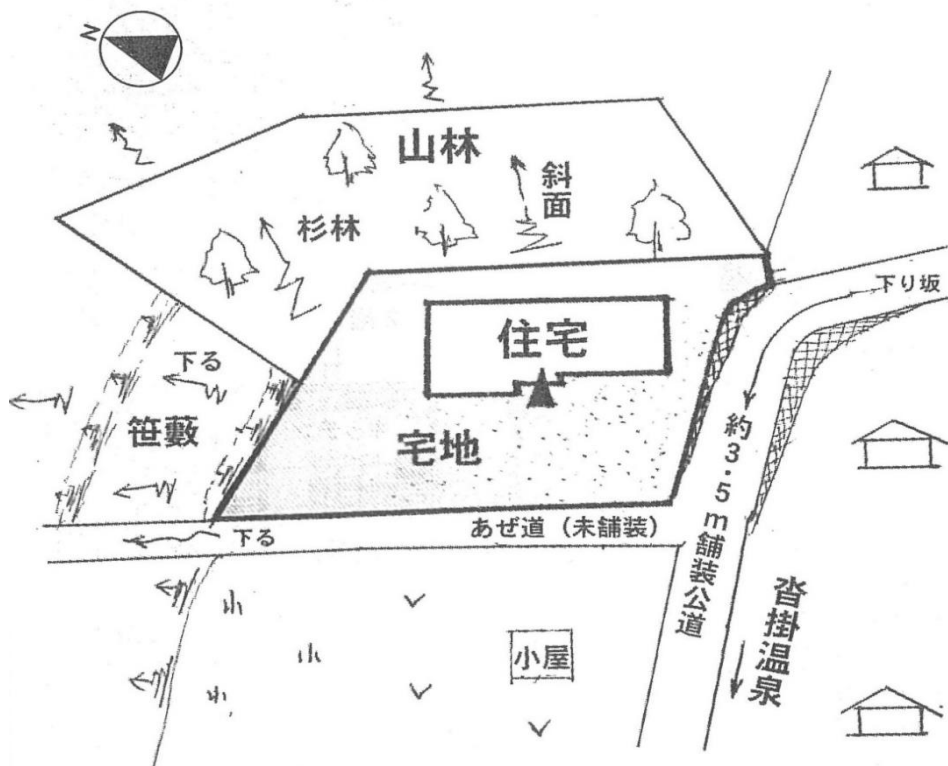 N
山林
斜面
杉林
下り坂
住宅
下る
笹藪
宅地
約3.5m舗装公道
あぜ道（未舗装）
下る
沓掛温泉
小屋